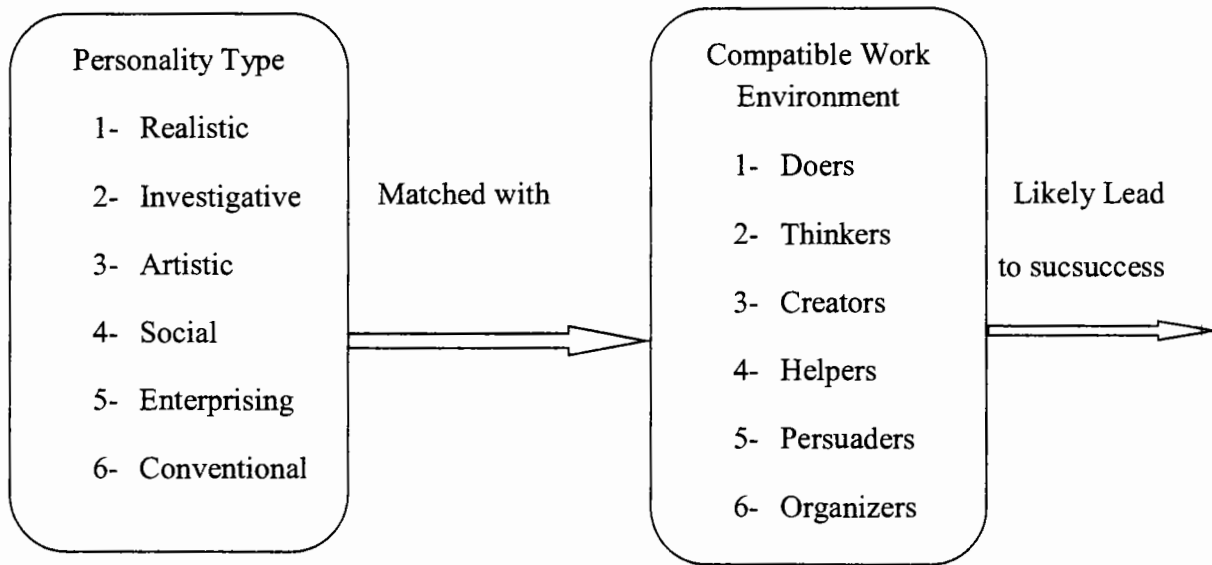 Personality Type
1- Realistic
2- Investigative
3- Artistic
4- Social
5- Enterprising
6- Conventional
Matched with
Compatible Work
Environment
1- Doers
2- Thinkers
3- Creators
4- Helpers
5- Persuaders
6- Organizers
Likely Lead
to sucsuccess